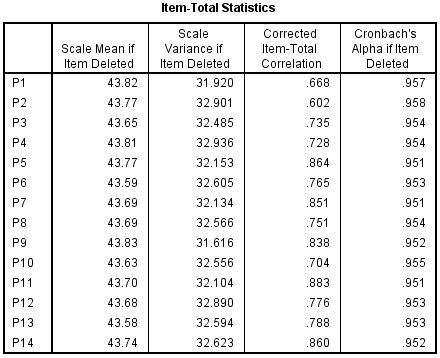 Item-Total Statistics
Scale Mean if Item Deleted Scale Variance if Item Deleted Corrected Item-Total Correlation Cronbach's Alpha if Item Deleted
P1 43.82 31.920 .668 .957
P2 43.77 32.901 .602 .958
P3 43.65 32.485 .735 .954
P4 43.81 32.936 .728 .954
P5 43.77 32.153 .864 .951
P6 43.59 32.605 .765 .953
P7 43.69 32.134 .851 .951
P8 43.69 32.566 .751 .954
P9 43.83 31.616 .838 .952
P10 43.63 32.556 .704 .955
P11 43.70 32.104 .883 .951
P12 43.68 32.890 .776 .953
P13 43.58 32.594 .788 .953
P14 43.74 32.623 .860 .952